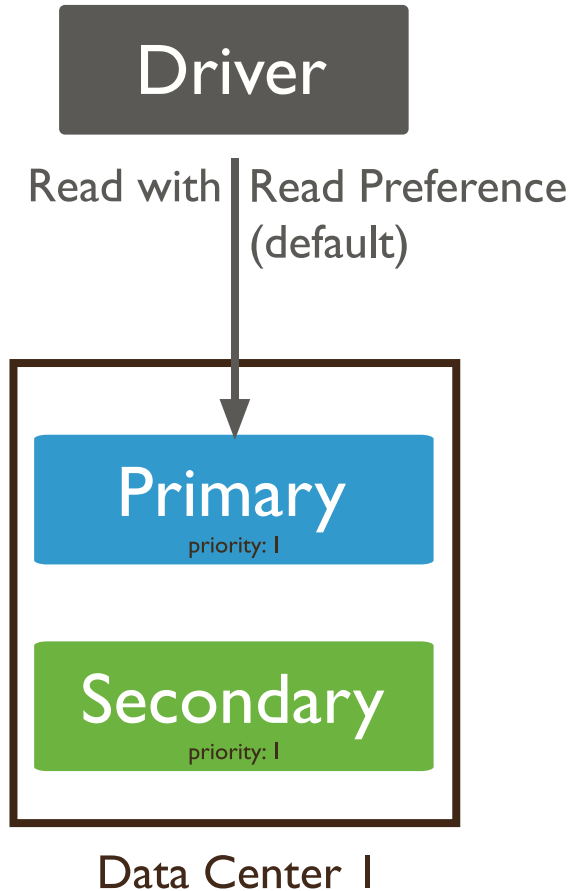 Driver
Read with Read Preference
(default)
Primary
priority: 1
Secondary
priority: 1
Data Center 1